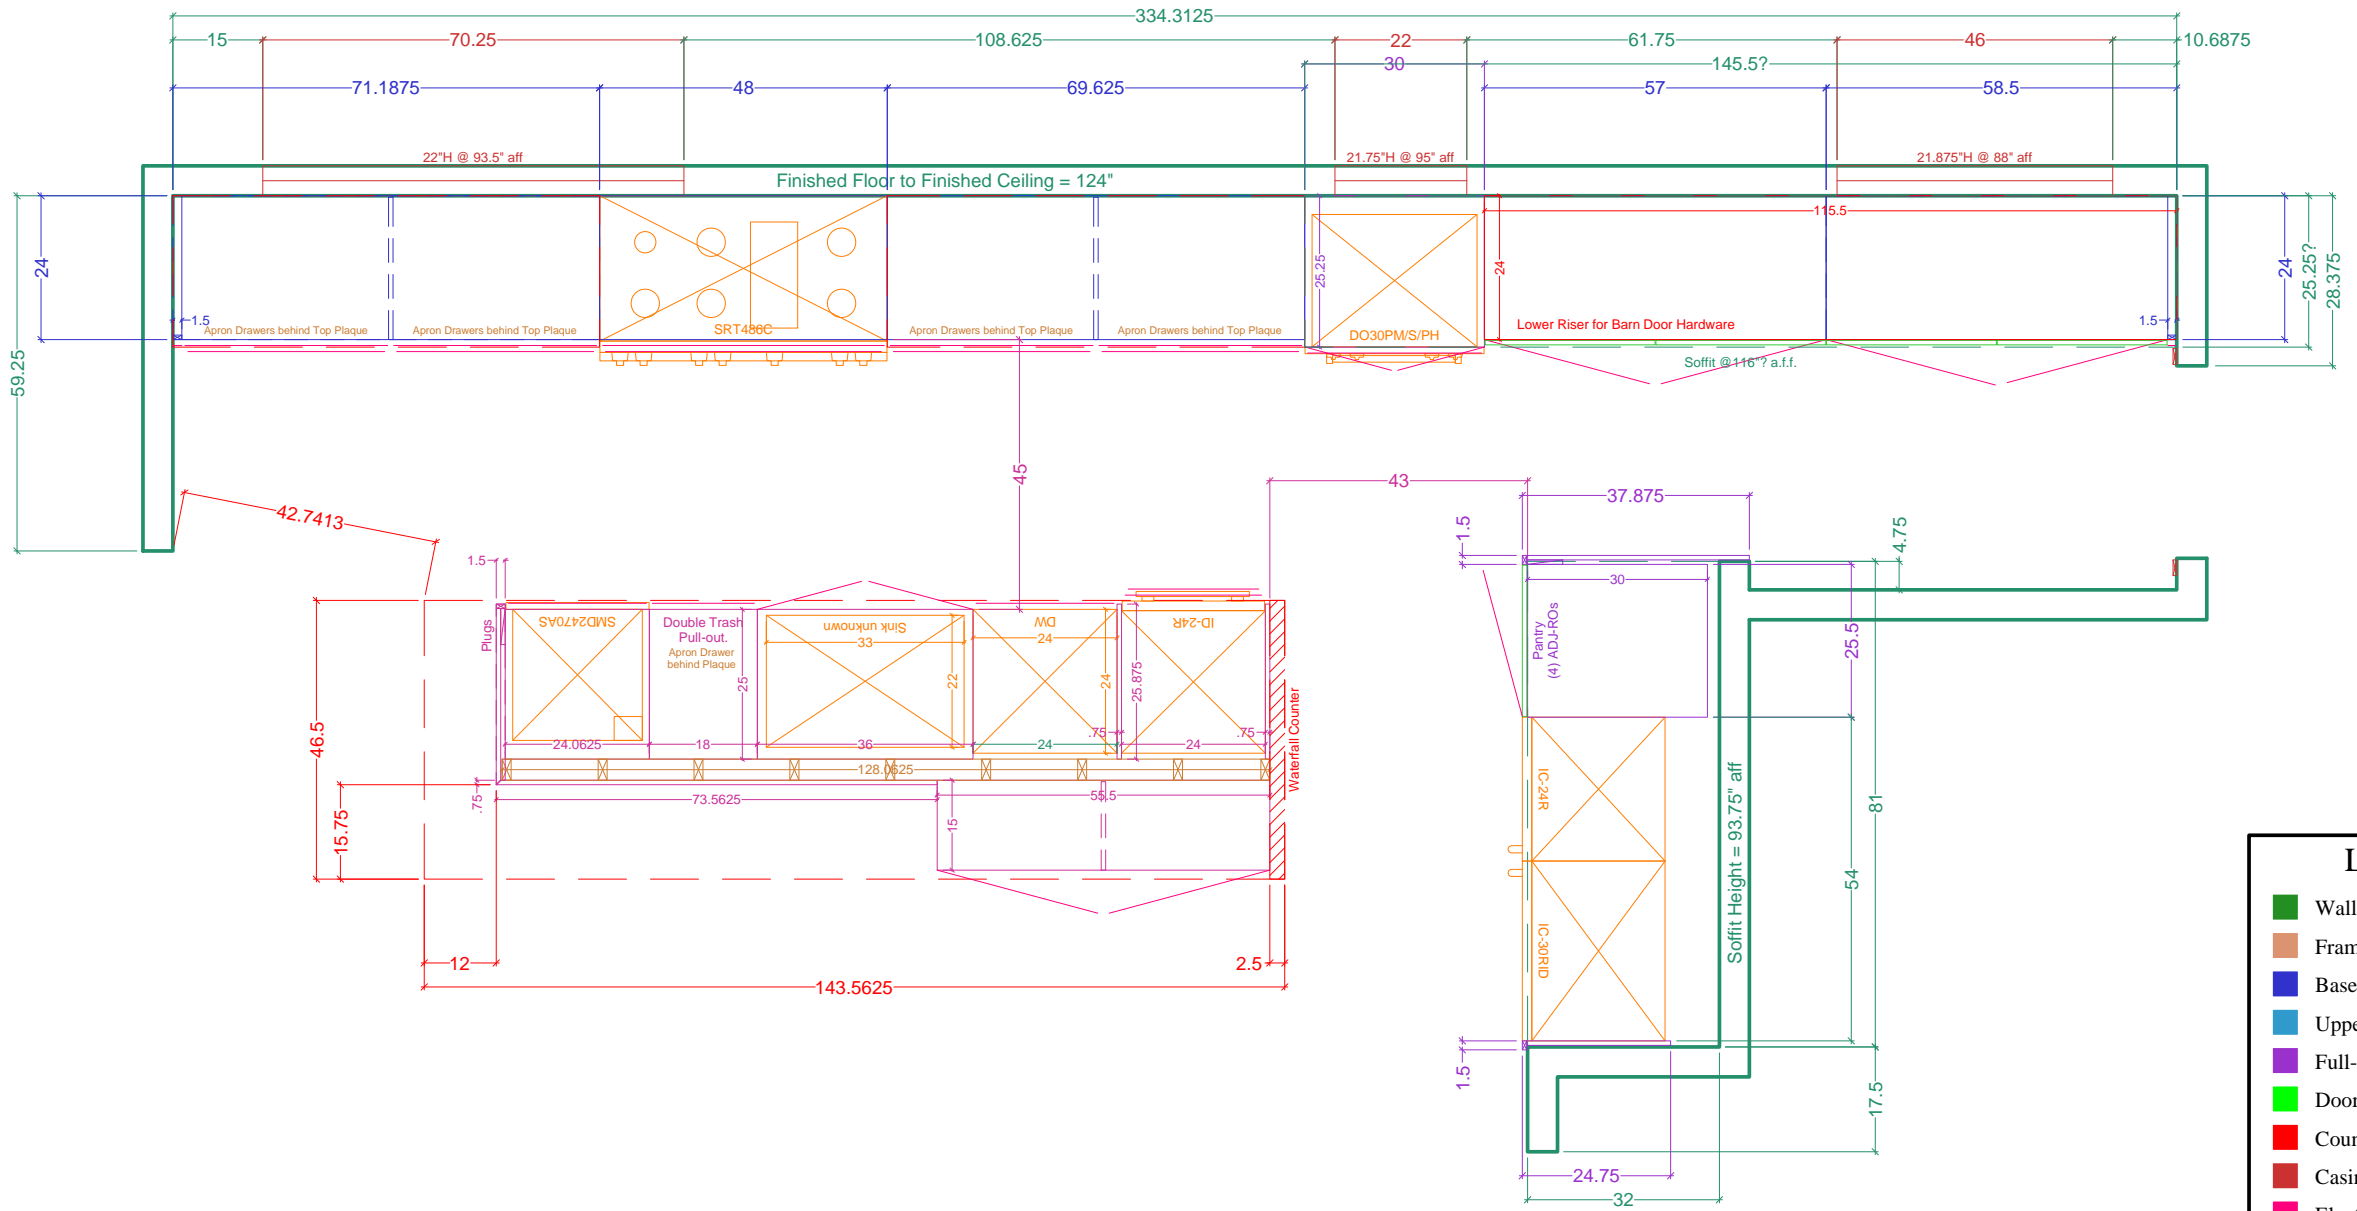 334.3125
15
70.25
108.625
22
61.75
46
10.6875
30
145.5?
71.1875
48
69.625
57
58.5
22"H @ 93.5" aff
21.75"H @ 95" aff
21.875"H @ 88" aff
Finished Floor to Finished Ceiling = 124"
115.5
24
25.25
24
24
25.25?
28.375
59.25
1.5
1.5
Apron Drawers behind Top Plaque
Apron Drawers behind Top Plaque
SRT486C
Apron Drawers behind Top Plaque
Apron Drawers behind Top Plaque
DO30PM/S/PH
Lower Riser for Barn Door Hardware
Soffit @116"? a.f.f.
45
43
42.7413
37.875
1.5
4.75
1.5
Plugs
SMD2470AS
Double Trash
Pull-out.
Apron Drawer
behind Plaque
Sink unknown
33
22
25
DW
24
24
25.875
ID-24R
.75
.75
Waterfall Counter
24.0625
18
36
24
24
128.0625
73.5625
55.5
.75
15
46.5
15.75
12
2.5
143.5625
30
Pantry
(4) ADJ-ROs
25.5
IC-24R
IC-30RID
Soffit Height = 93.75" aff
81
54
1.5
17.5
24.75
32
L
Wall
Fram
Base
Uppe
Full-
Door
Coun
Casin